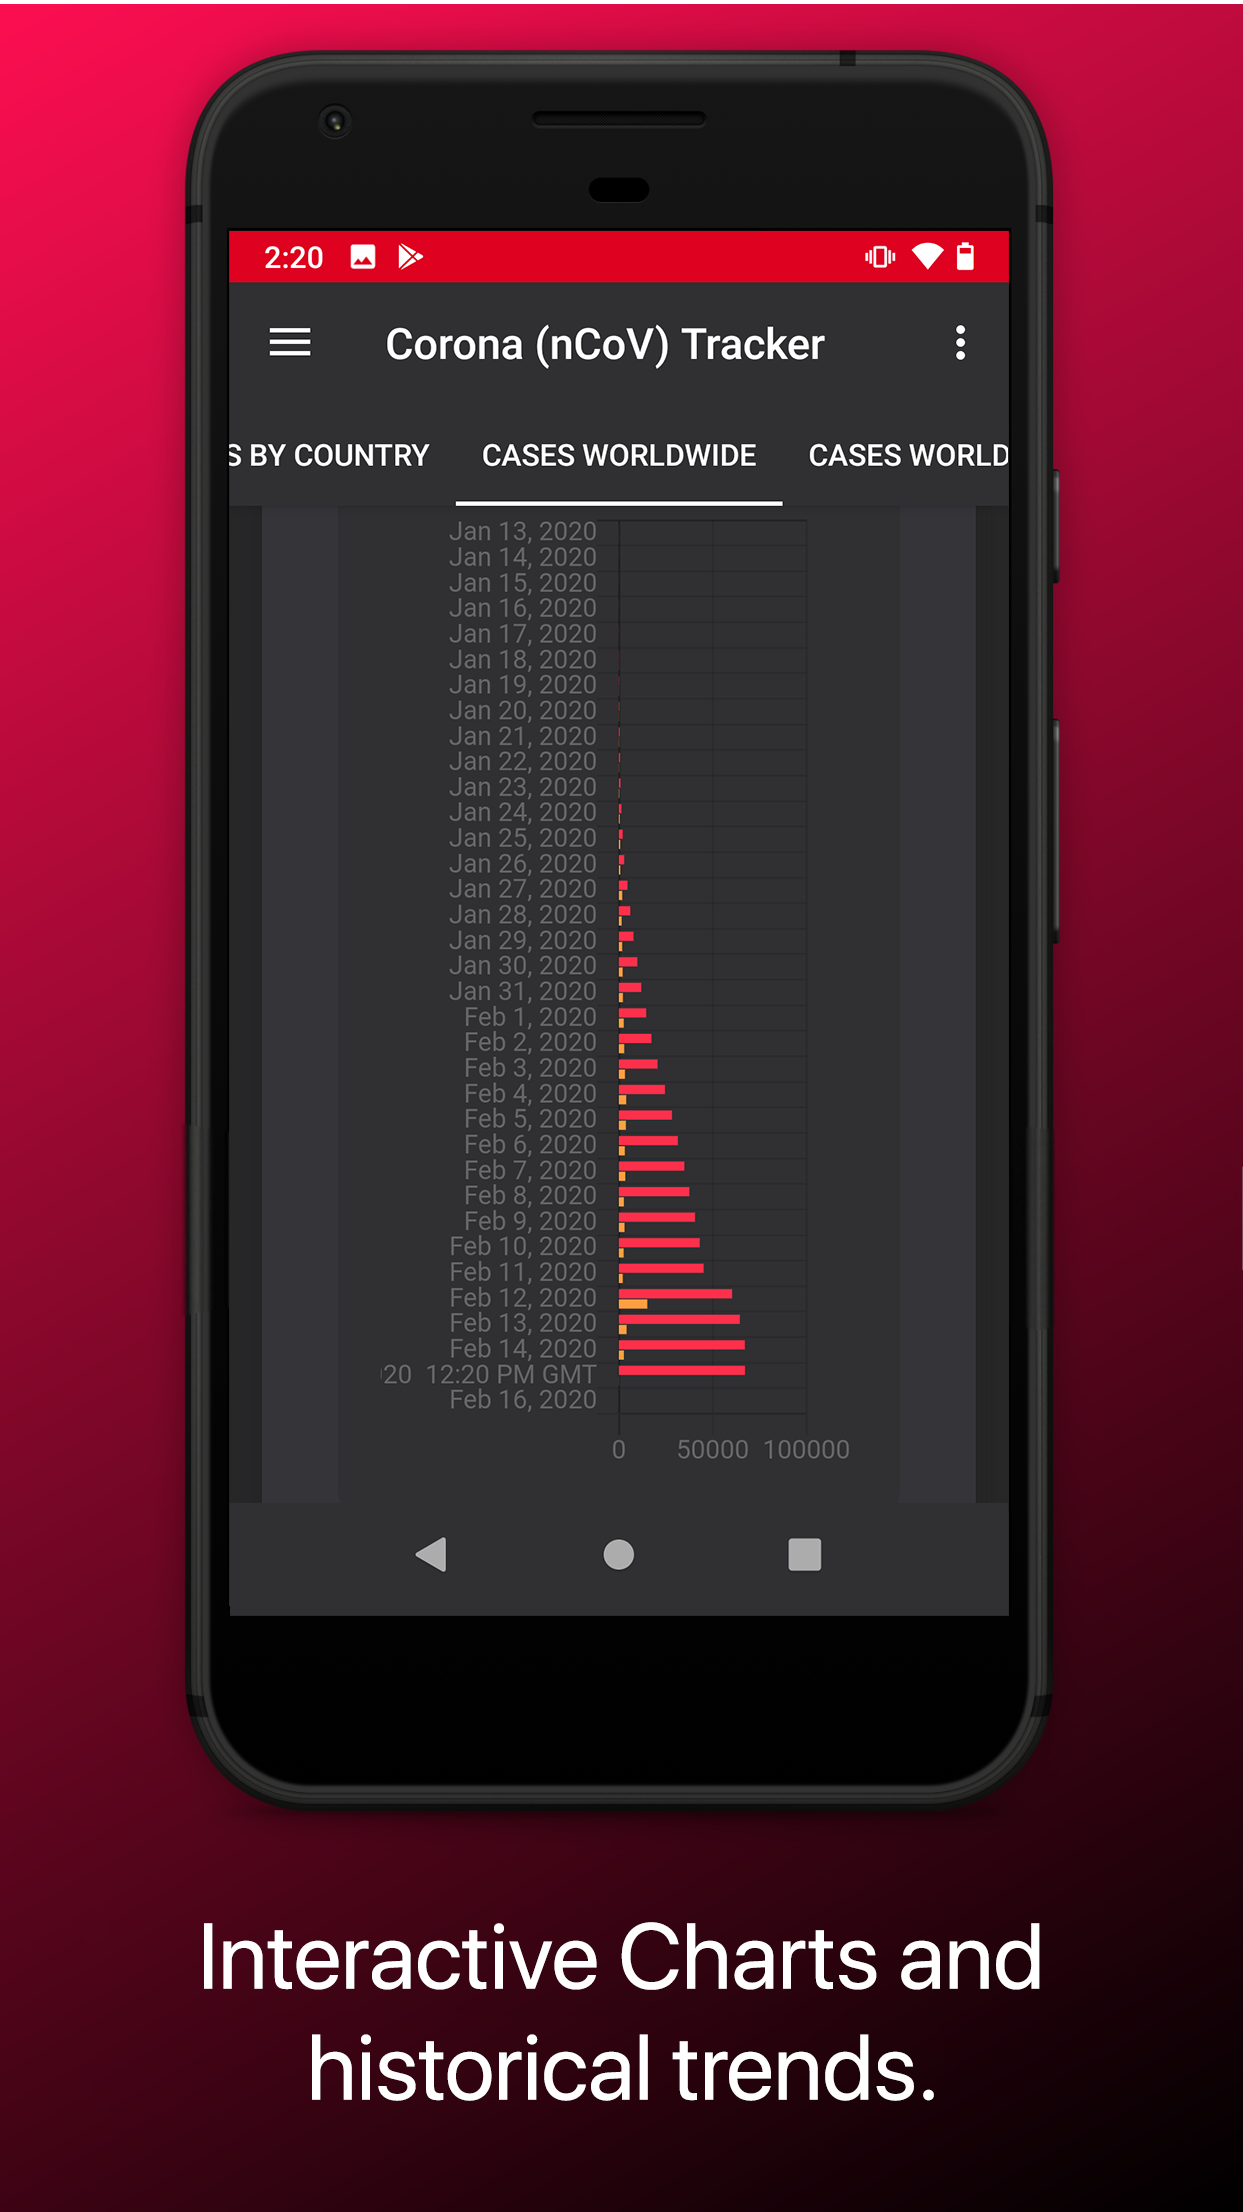 2:20
Corona (nCoV) Tracker
S BY COUNTRY CASES WORLDWIDE CASES WORLD
Jan 13, 2020
Jan 14, 2020
Jan 15, 2020
Jan 16, 2020
Jan 17, 2020
Jan 18, 2020
Jan 19, 2020
Jan 20, 2020
Jan 21, 2020
Jan 22, 2020
Jan 23, 2020
Jan 24, 2020
Jan 25, 2020
Jan 26, 2020
Jan 27, 2020
Jan 28, 2020
Jan 29, 2020
Jan 30, 2020
Jan 31, 2020
Feb 1, 2020
Feb 2, 2020
Feb 3, 2020
Feb 4, 2020
Feb 5, 2020
Feb 6, 2020
Feb 7, 2020
Feb 8, 2020
Feb 9, 2020
Feb 10, 2020
Feb 11, 2020
Feb 12, 2020
Feb 13, 2020
Feb 14, 2020
20 12:20 PM GMT
Feb 16, 2020
0 50000 100000
Interactive Charts and
historical trends.